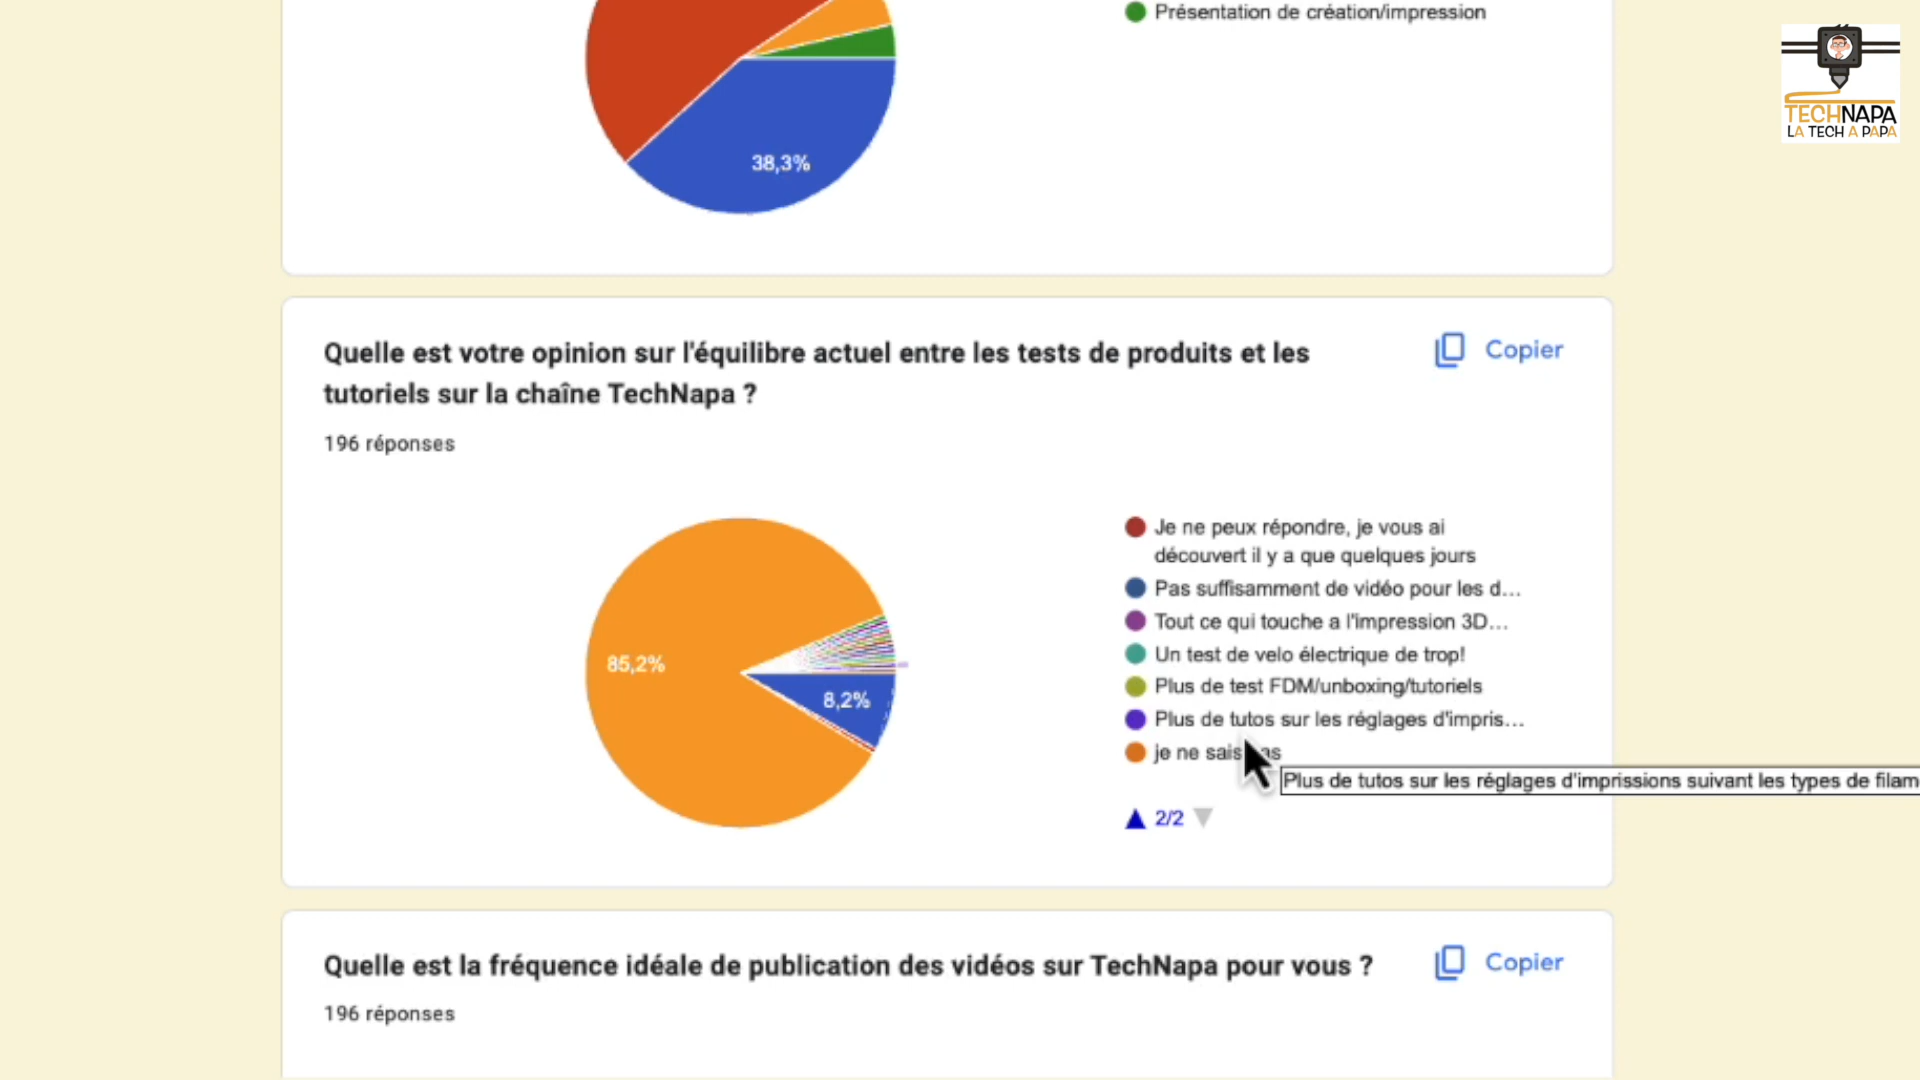 Présentation de création/impression
TECHNAPA
LA TECH A PAPA
38,3%
Quelle est votre opinion sur l'équilibre actuel entre les tests de produits et les
tutoriels sur la chaîne TechNapa ?
Copier
196 réponses
85,2%
8,2%
Je ne peux répondre, je vous ai
découvert il y a que quelques jours
Pas suffisamment de vidéo pour les d...
Tout ce qui touche a l'impression 3D...
Un test de velo électrique de trop!
Plus de test FDM/unboxing/tutoriels
Plus de tutos sur les réglages d'impris...
je ne sais as
Plus de tutos sur les réglages d'imprissions suivant les types de filam
2/2
Quelle est la fréquence idéale de publication des vidéos sur TechNapa pour vous ?
Copier
196 réponses